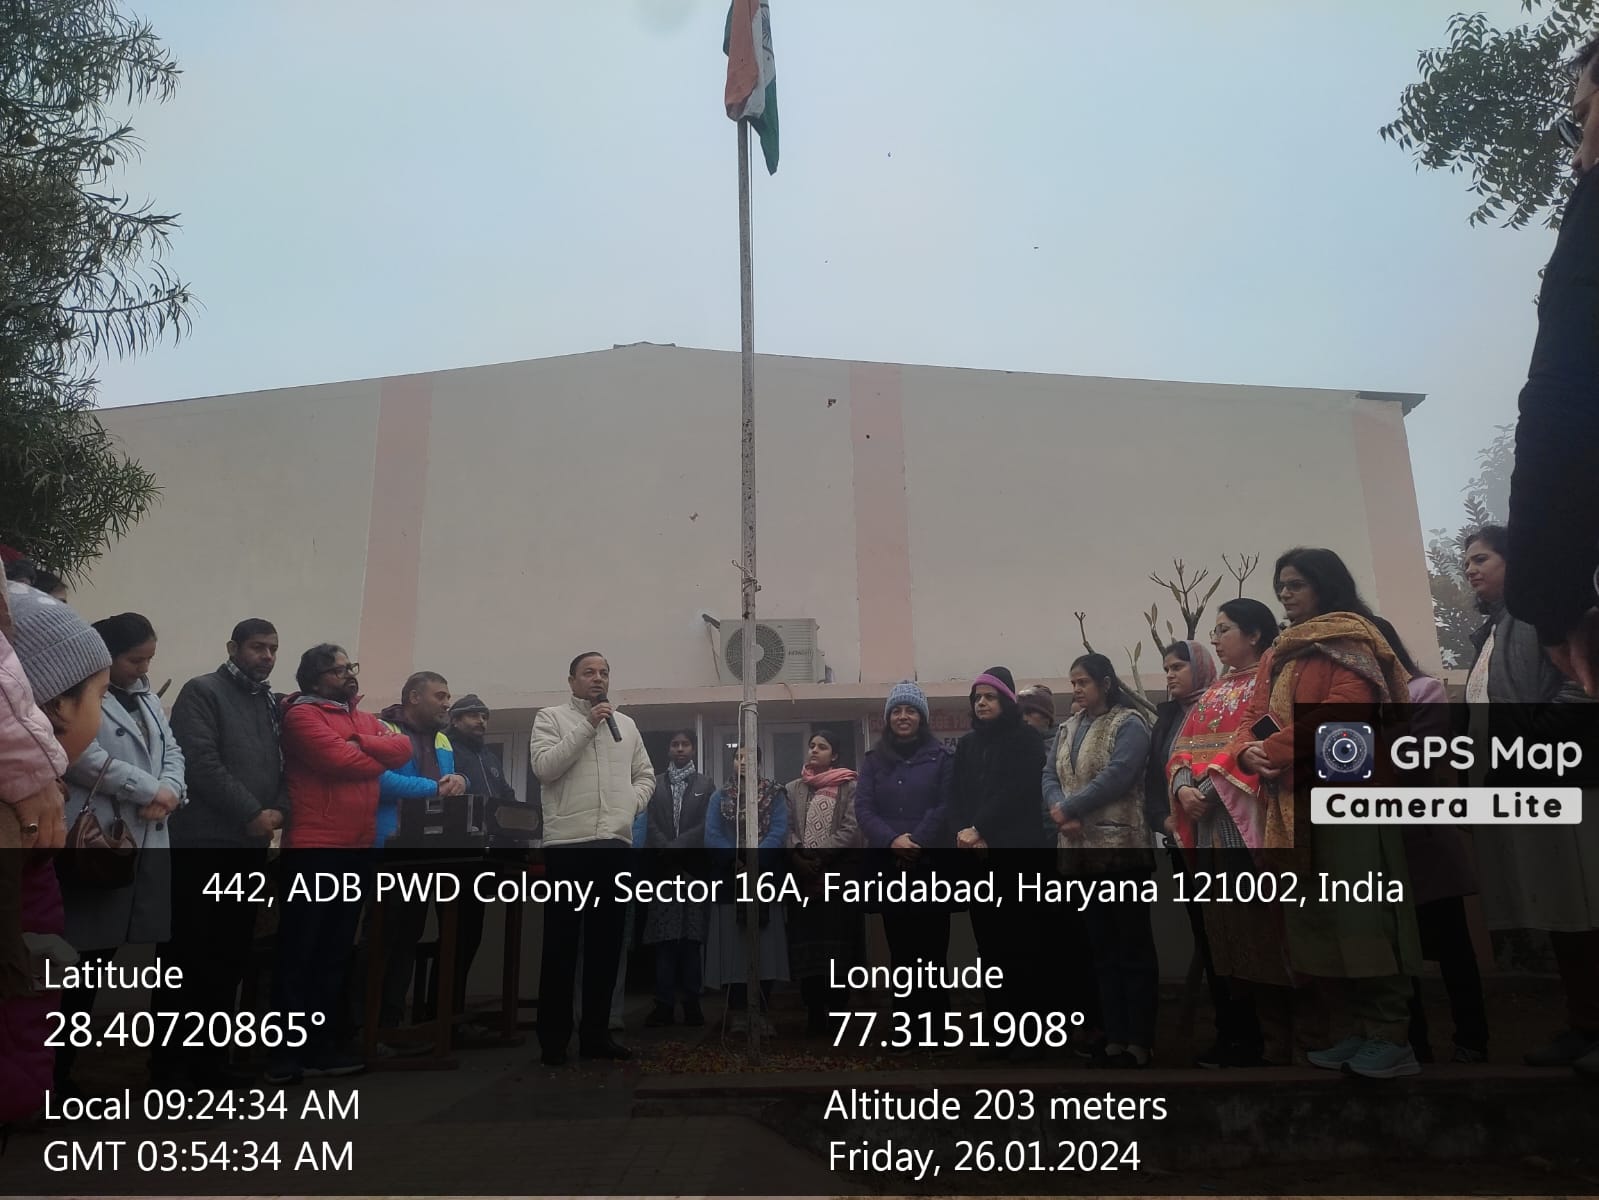 GPS Map
Camera Lite
442, ADB PWD Colony, Sector 16A, Faridabad, Haryana 121002, India
Latitude
28.40720865°
Longitude
77.3151908°
Local 09:24:34 AM
GMT 03:54:34 AM
Altitude 203 meters
Friday, 26.01.2024